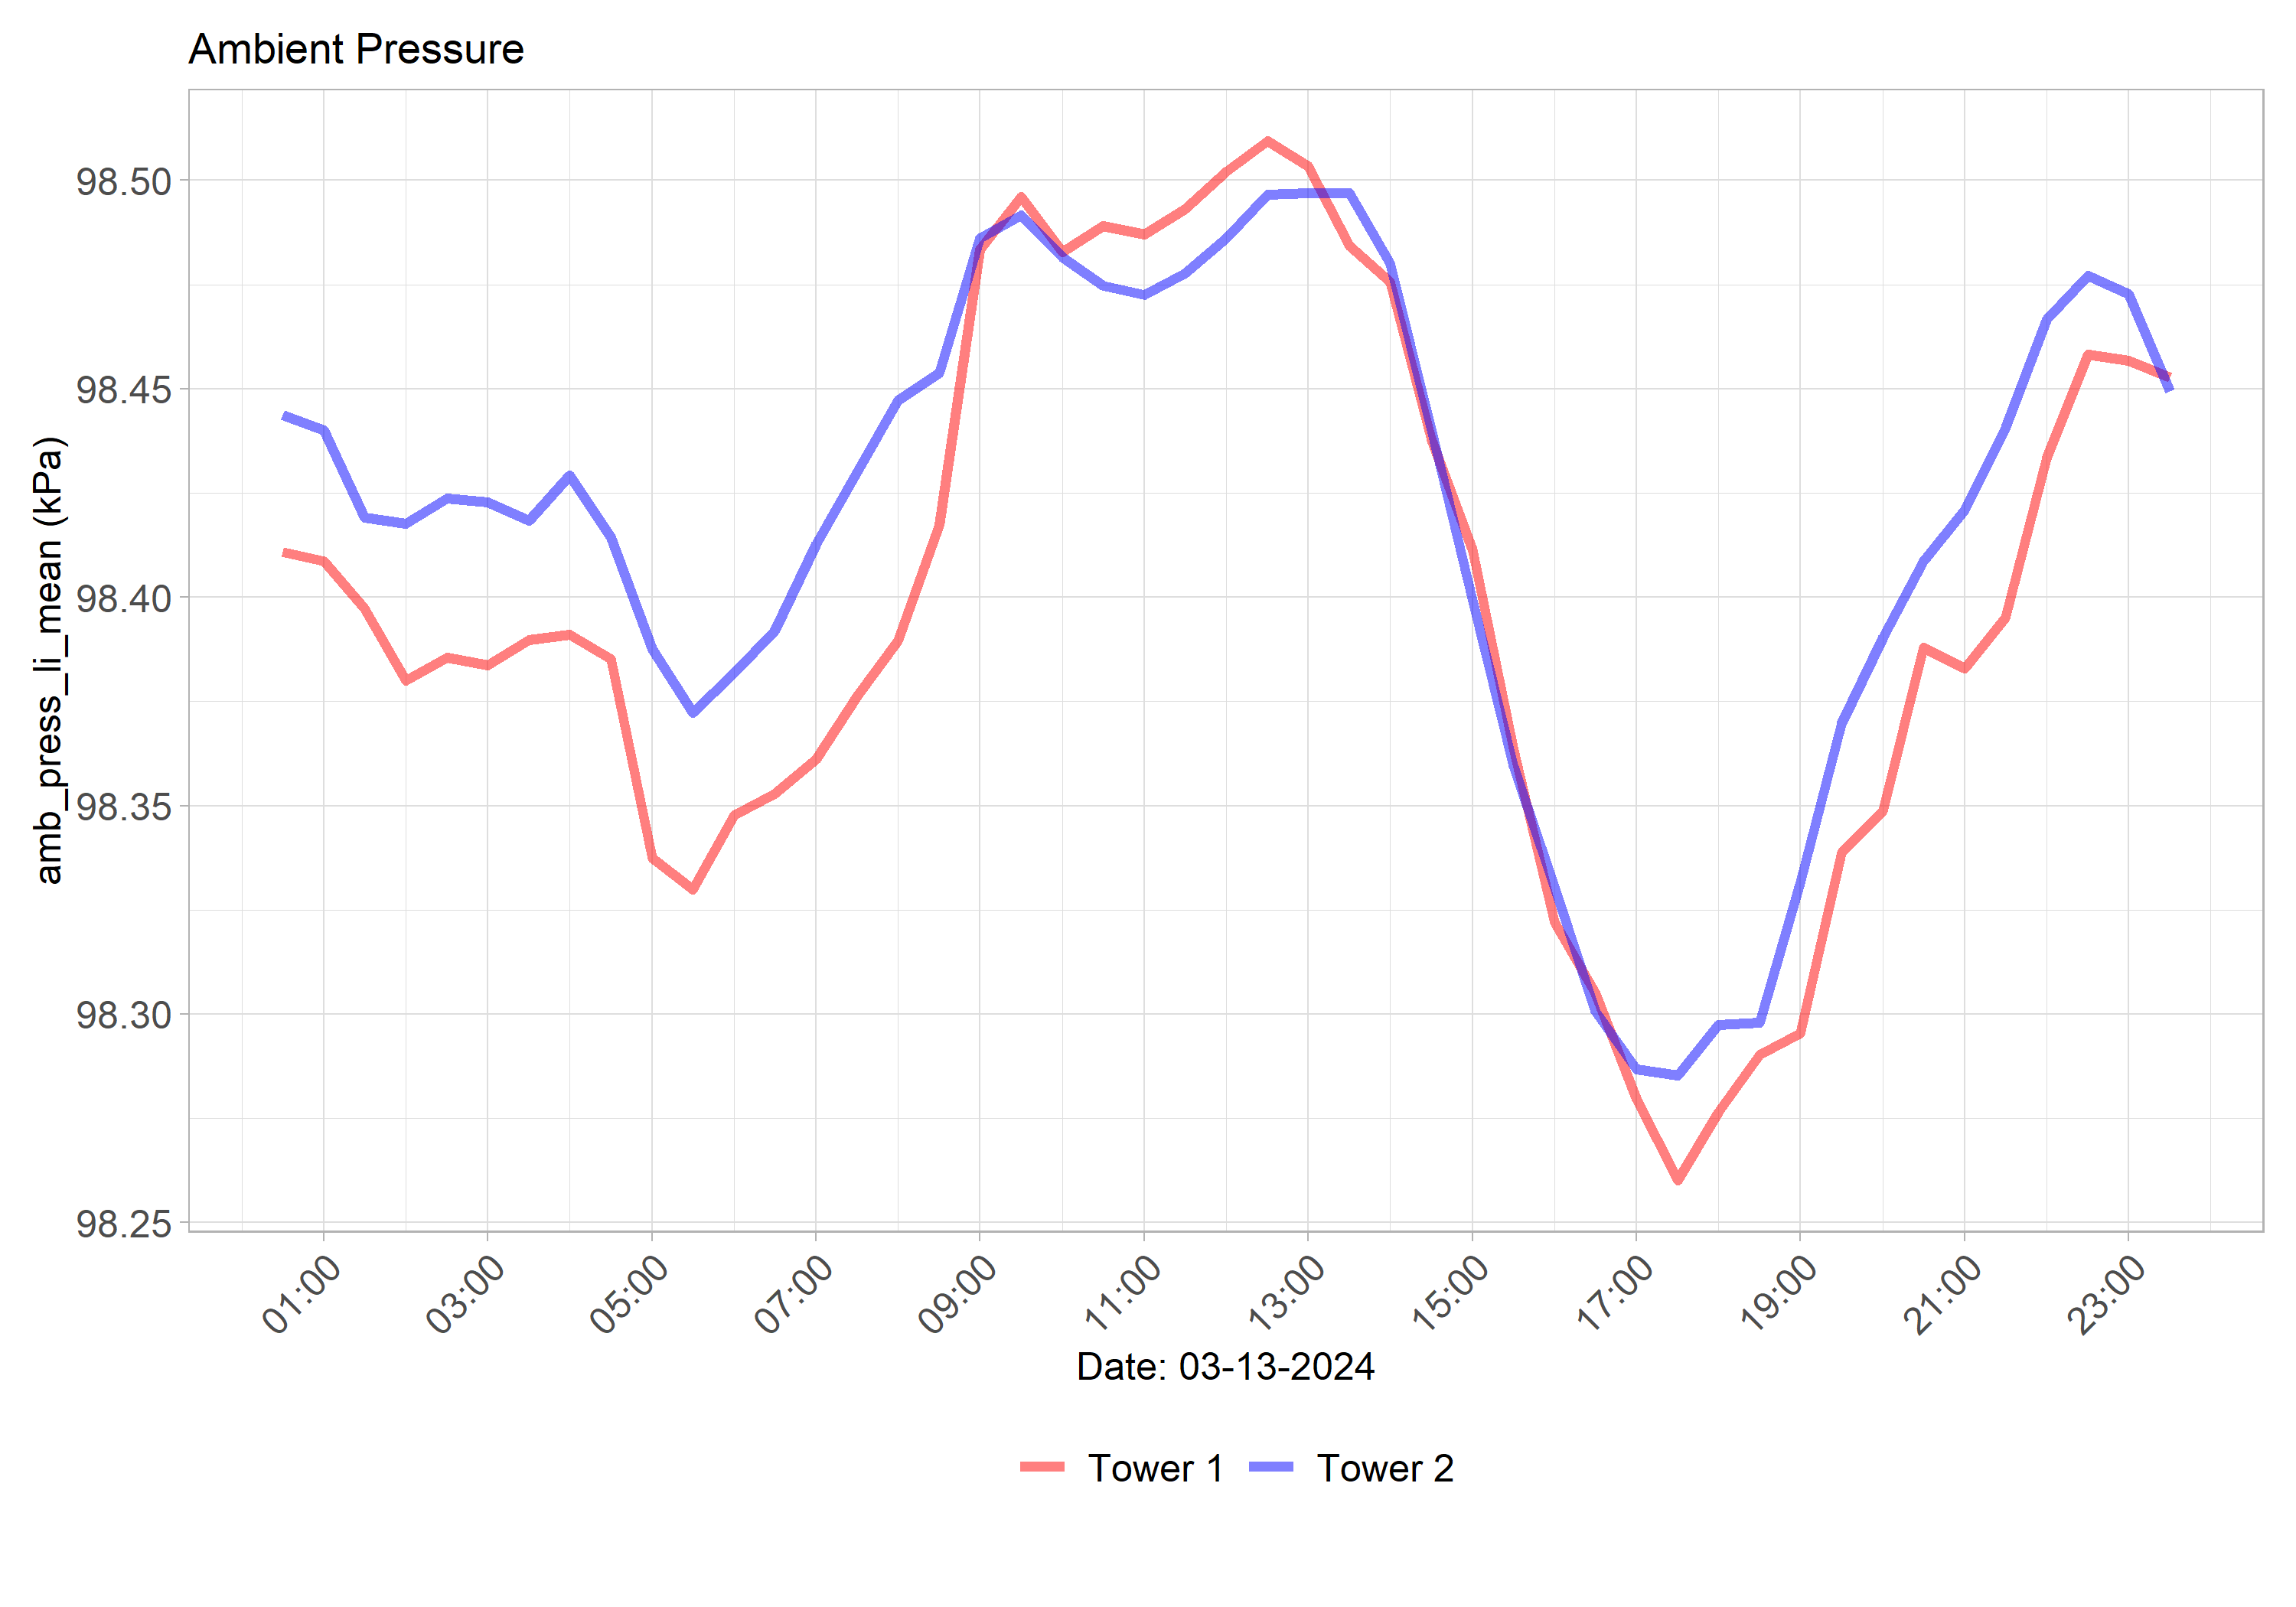 Ambient Pressure
amb_press_li_mean (kPa)
98.50
98.45
98.40
98.35
98.30
98.25
01:00 03:00 05:00 07:00 09:00 11:00 13:00 15:00 17:00 19:00 21:00 23:00
Date: 03-13-2024
Tower 1 Tower 2